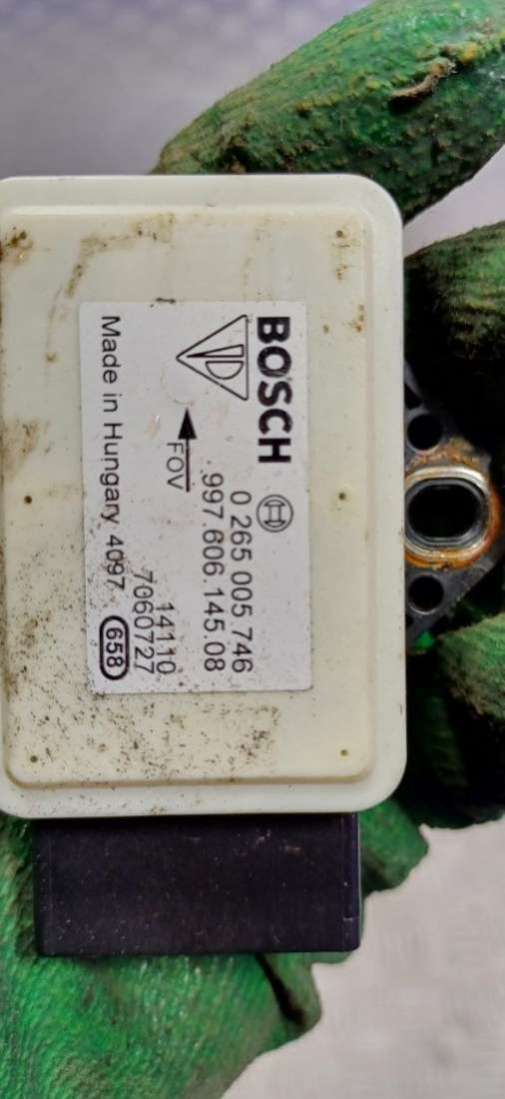 BOSCH
0 265 005 746
.997.606.145.08
FOV
14110
7060727
Made in Hungary 4097 658